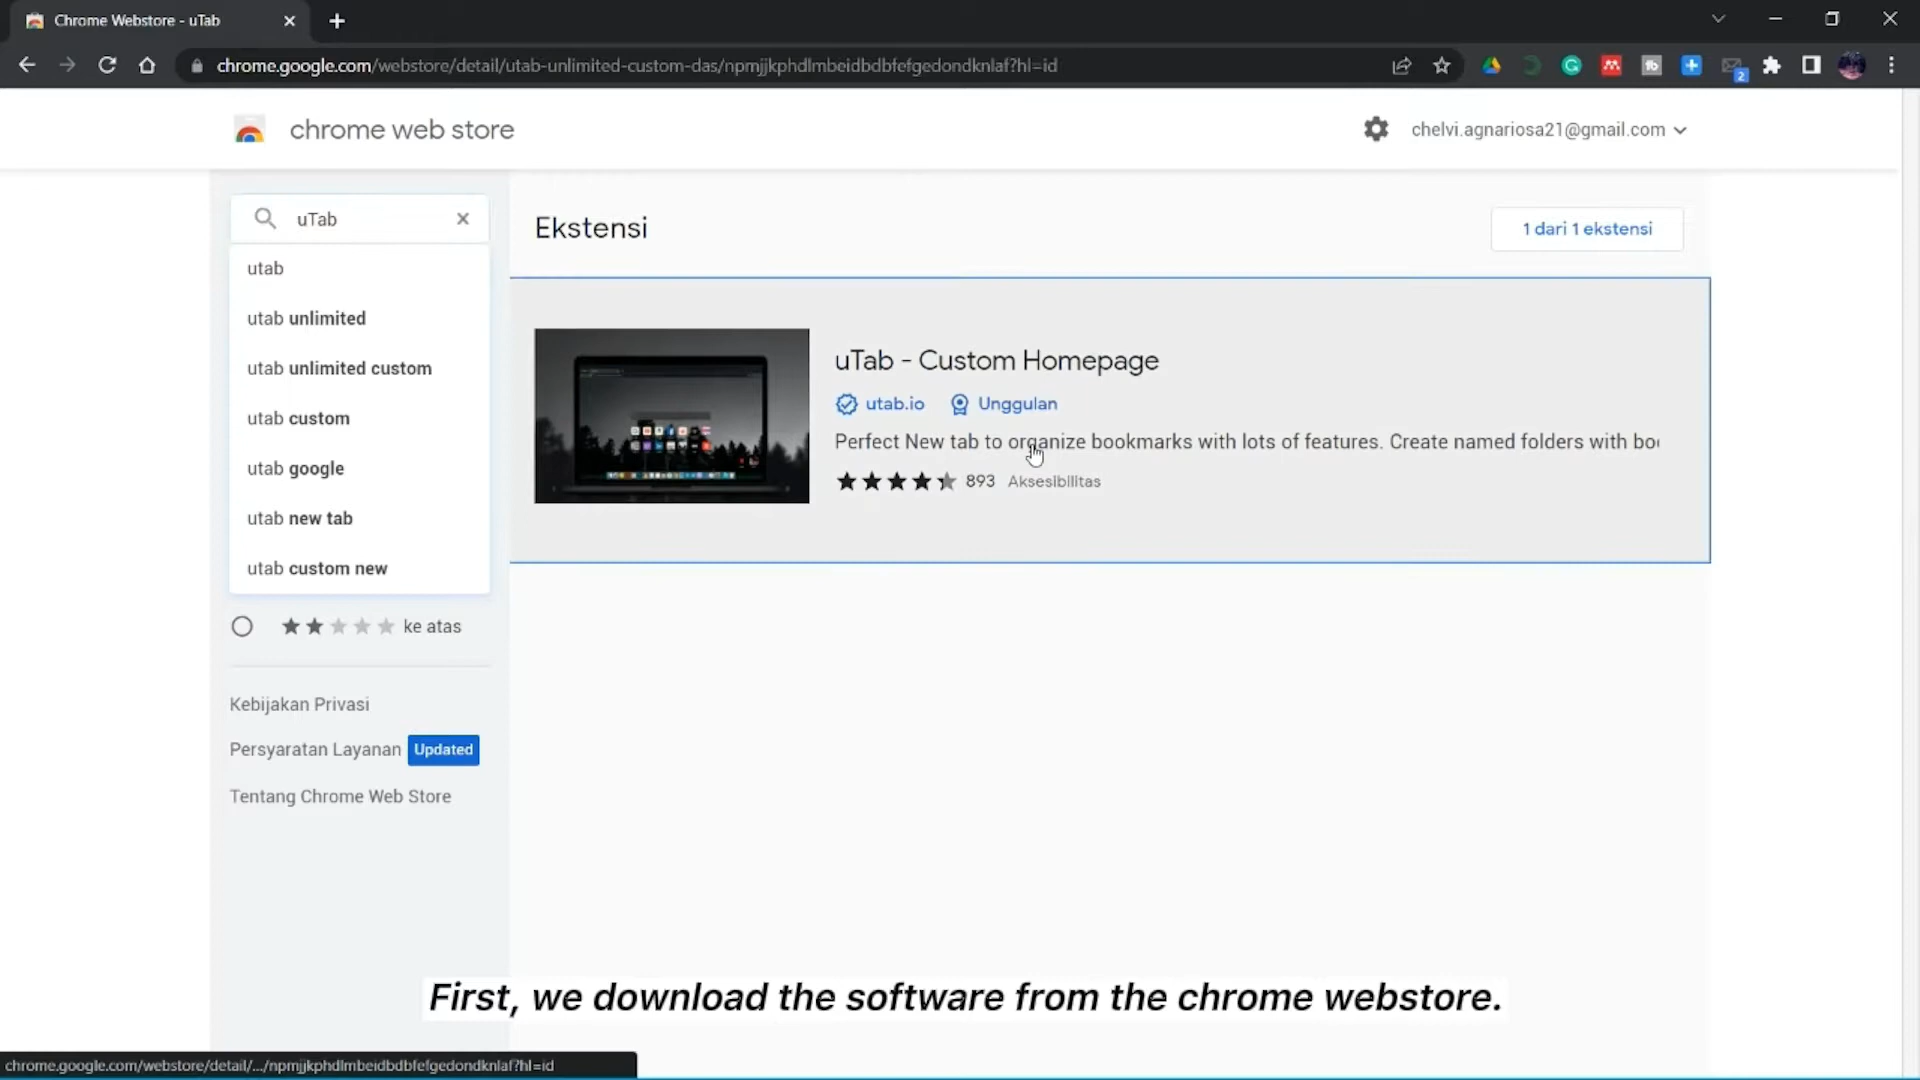 Chrome Webstore - uTab
chrome.google.com/webstore/detail/utab-unlimited-custom-das/npmjjkphdlmbeidbdbfefgedondknlaf?hl=id
2
chrome web store
chelvi.agnariosa21@gmail.com
uTab
utab
utab unlimited
utab unlimited custom
utab custom
utab google
utab new tab
utab custom new
ke atas
Kebijakan Privasi
Persyaratan Layanan Updated
Tentang Chrome Web Store
Ekstensi
1 dari 1 ekstensi
uTab - Custom Homepage
utab.io Unggulan
Perfect New tab to organize bookmarks with lots of features. Create named folders with boo
893 Aksesibilitas
First, we download the software from the chrome webstore.
chrome.google.com/webstore/detail/.../npmjjkphdlmbeidbdbfefgedondknlaf?hl=id